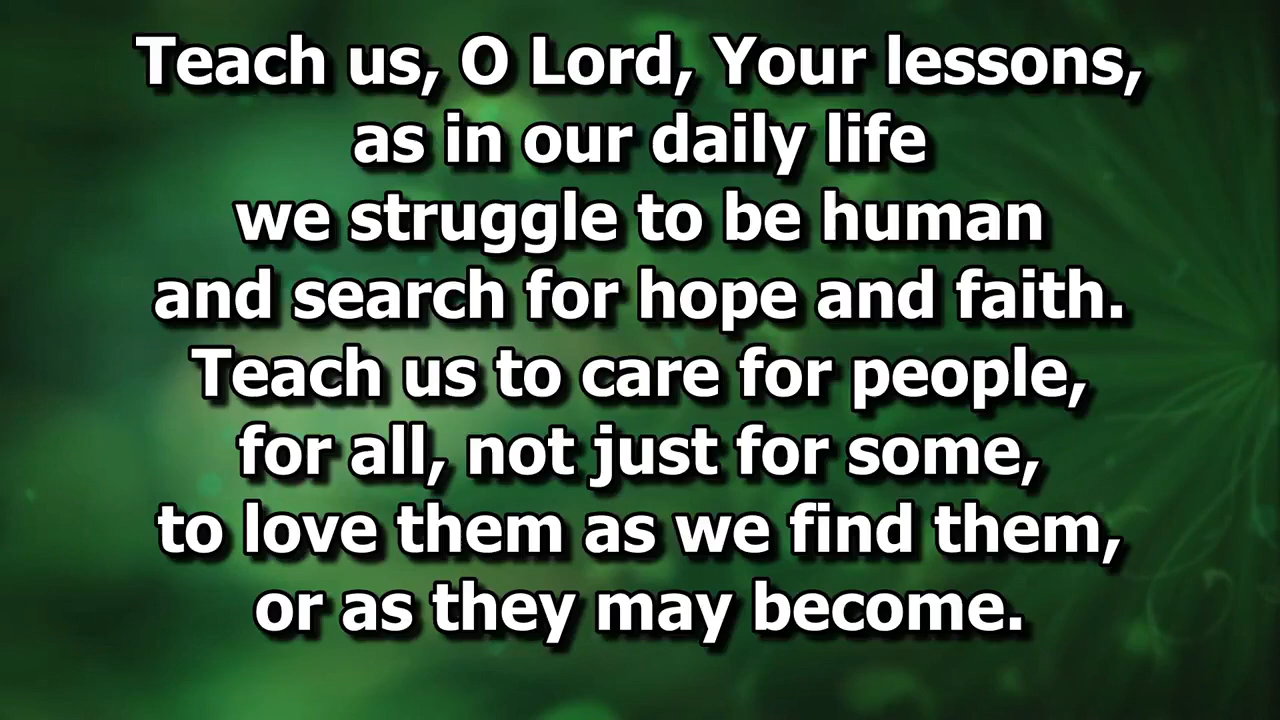 Teach us, O Lord, Your lessons,
as in our daily life
we struggle to be human
and search for hope and faith.
Teach us to care for people,
for all, not just for some,
to love them as we find them,
or as they may become.